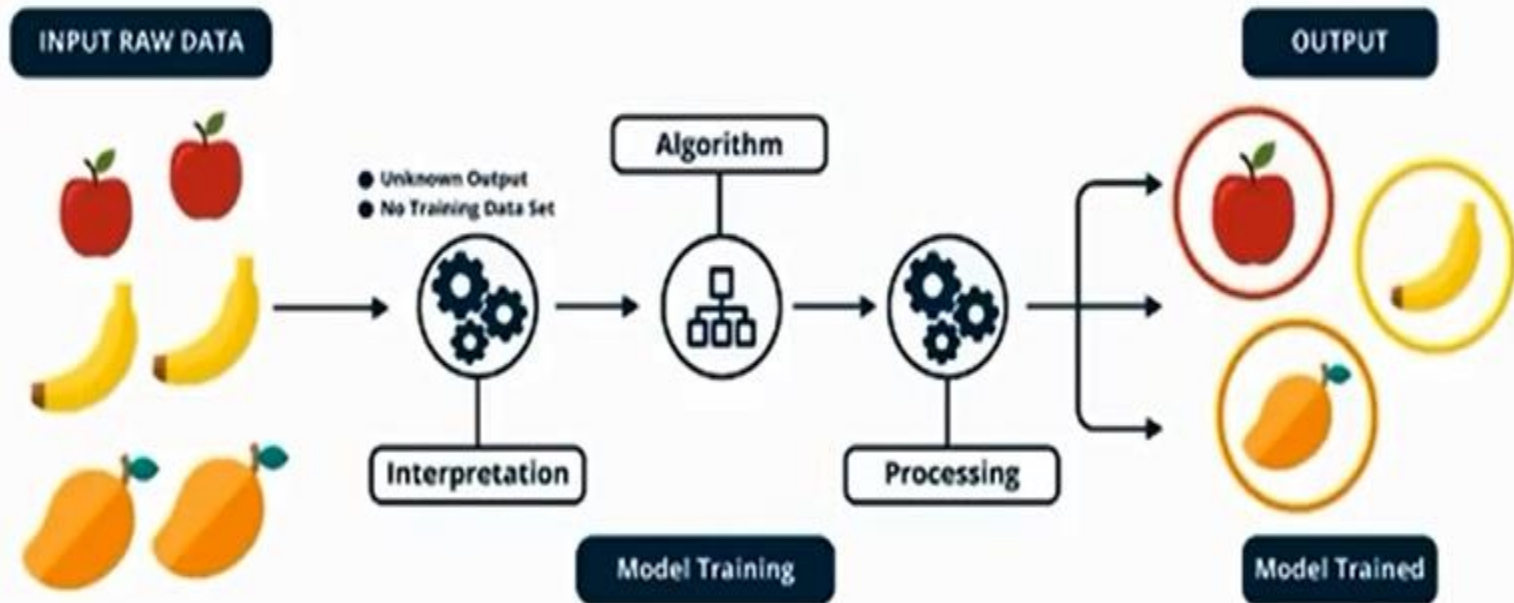 INPUT RAW DATA
OUTPUT
Algorithm
● Unknown Output
● No Training Data Set
Interpretation
Processing
Model Training
Model Trained